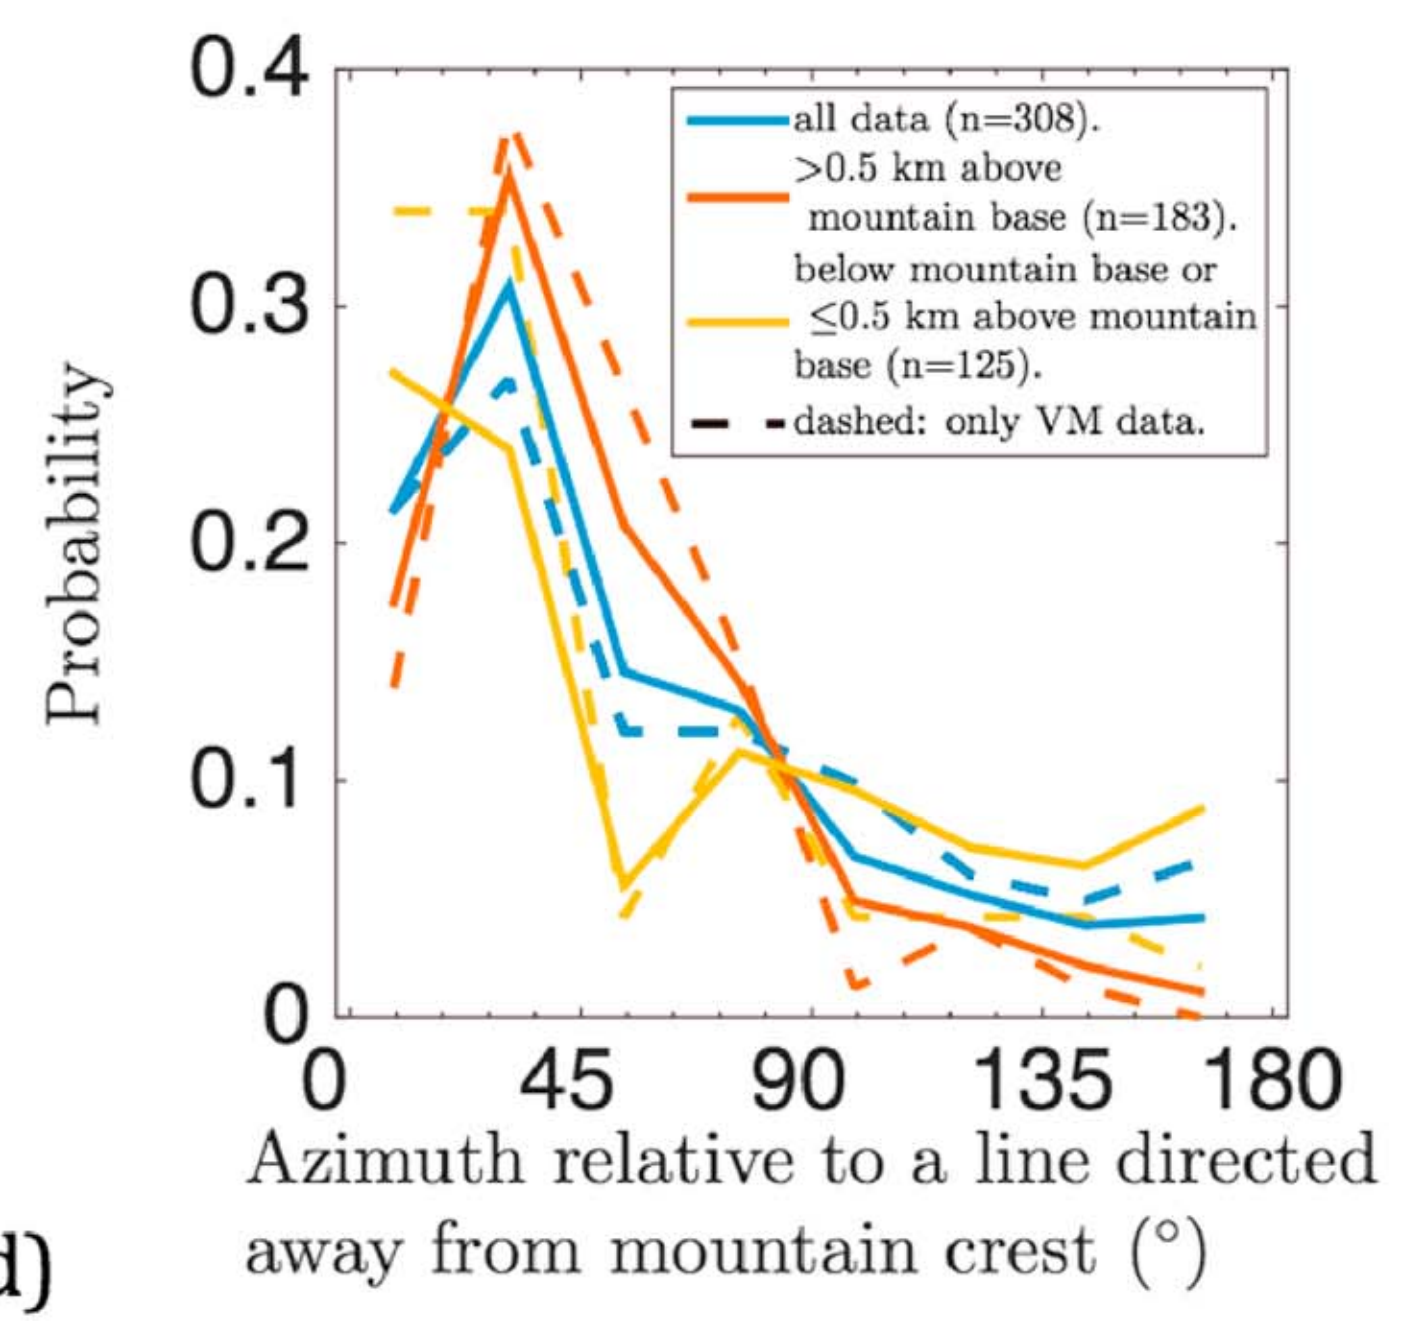 0.4
0.3
0.2
0.1
0
Probability
all data (n=308).
>0.5 km above
mountain base (n=183).
below mountain base or
≤0.5 km above mountain
base (n=125).
dashed: only VM data.
0 45 90 135 180
Azimuth relative to a line directed
away from mountain crest (°)
d)